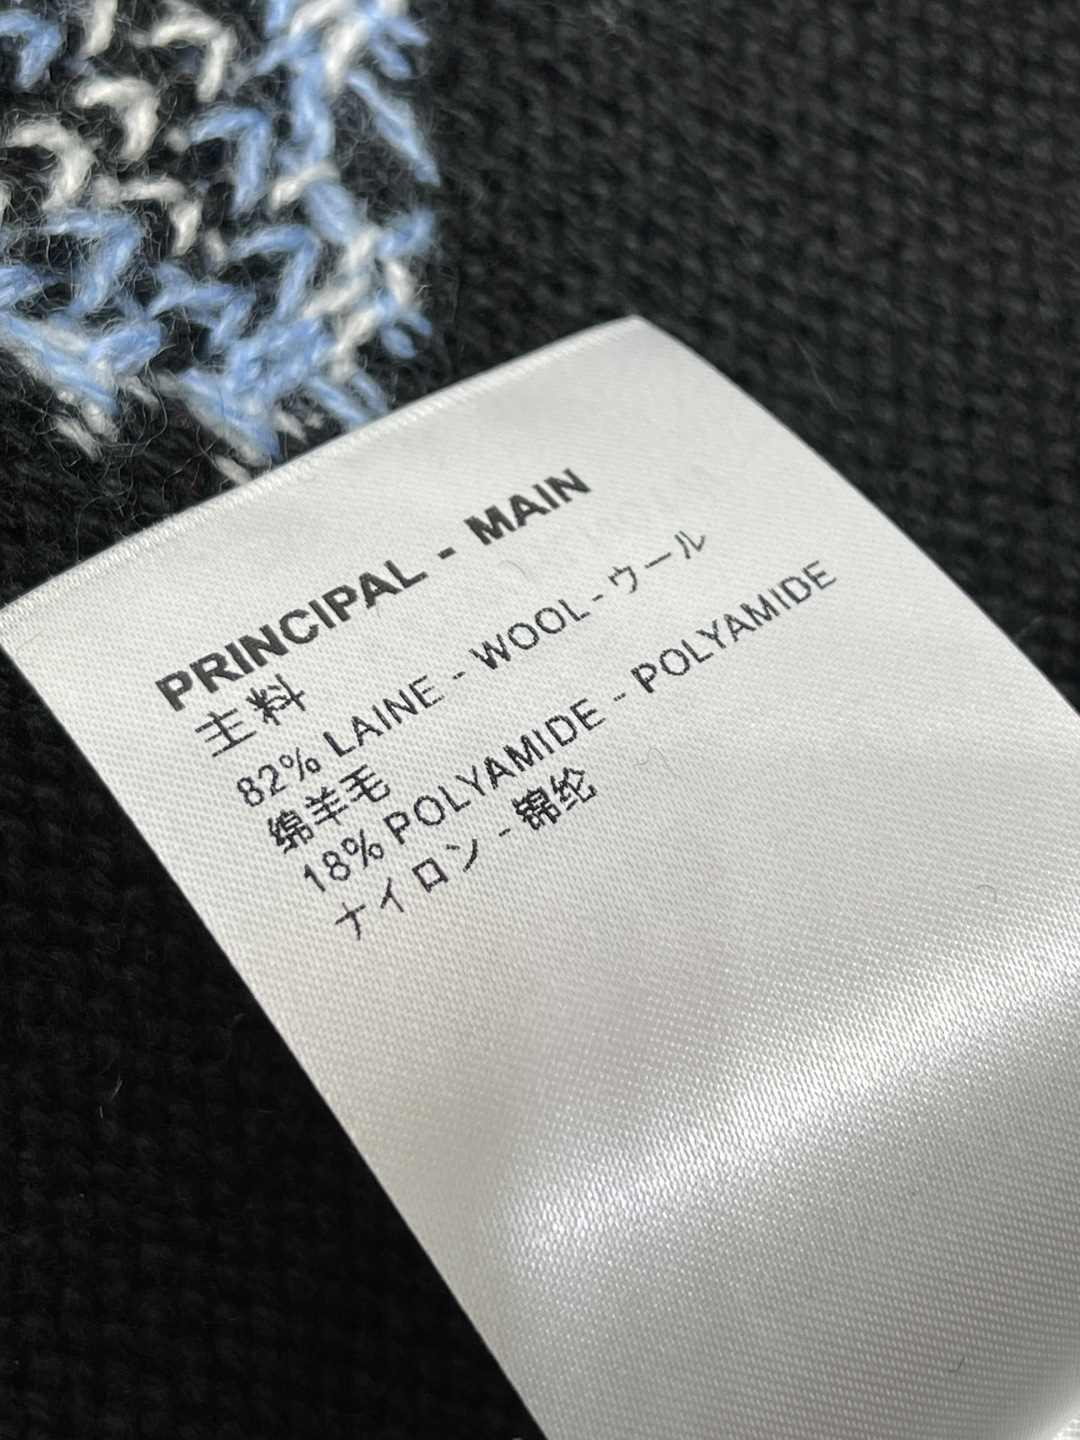 PRINCIPAL - MAIN
主料
82% LAINE - WOOL-ウール
绵羊毛
18% POLYAMIDE - POLYAMIDE
ナイロン-锦纶